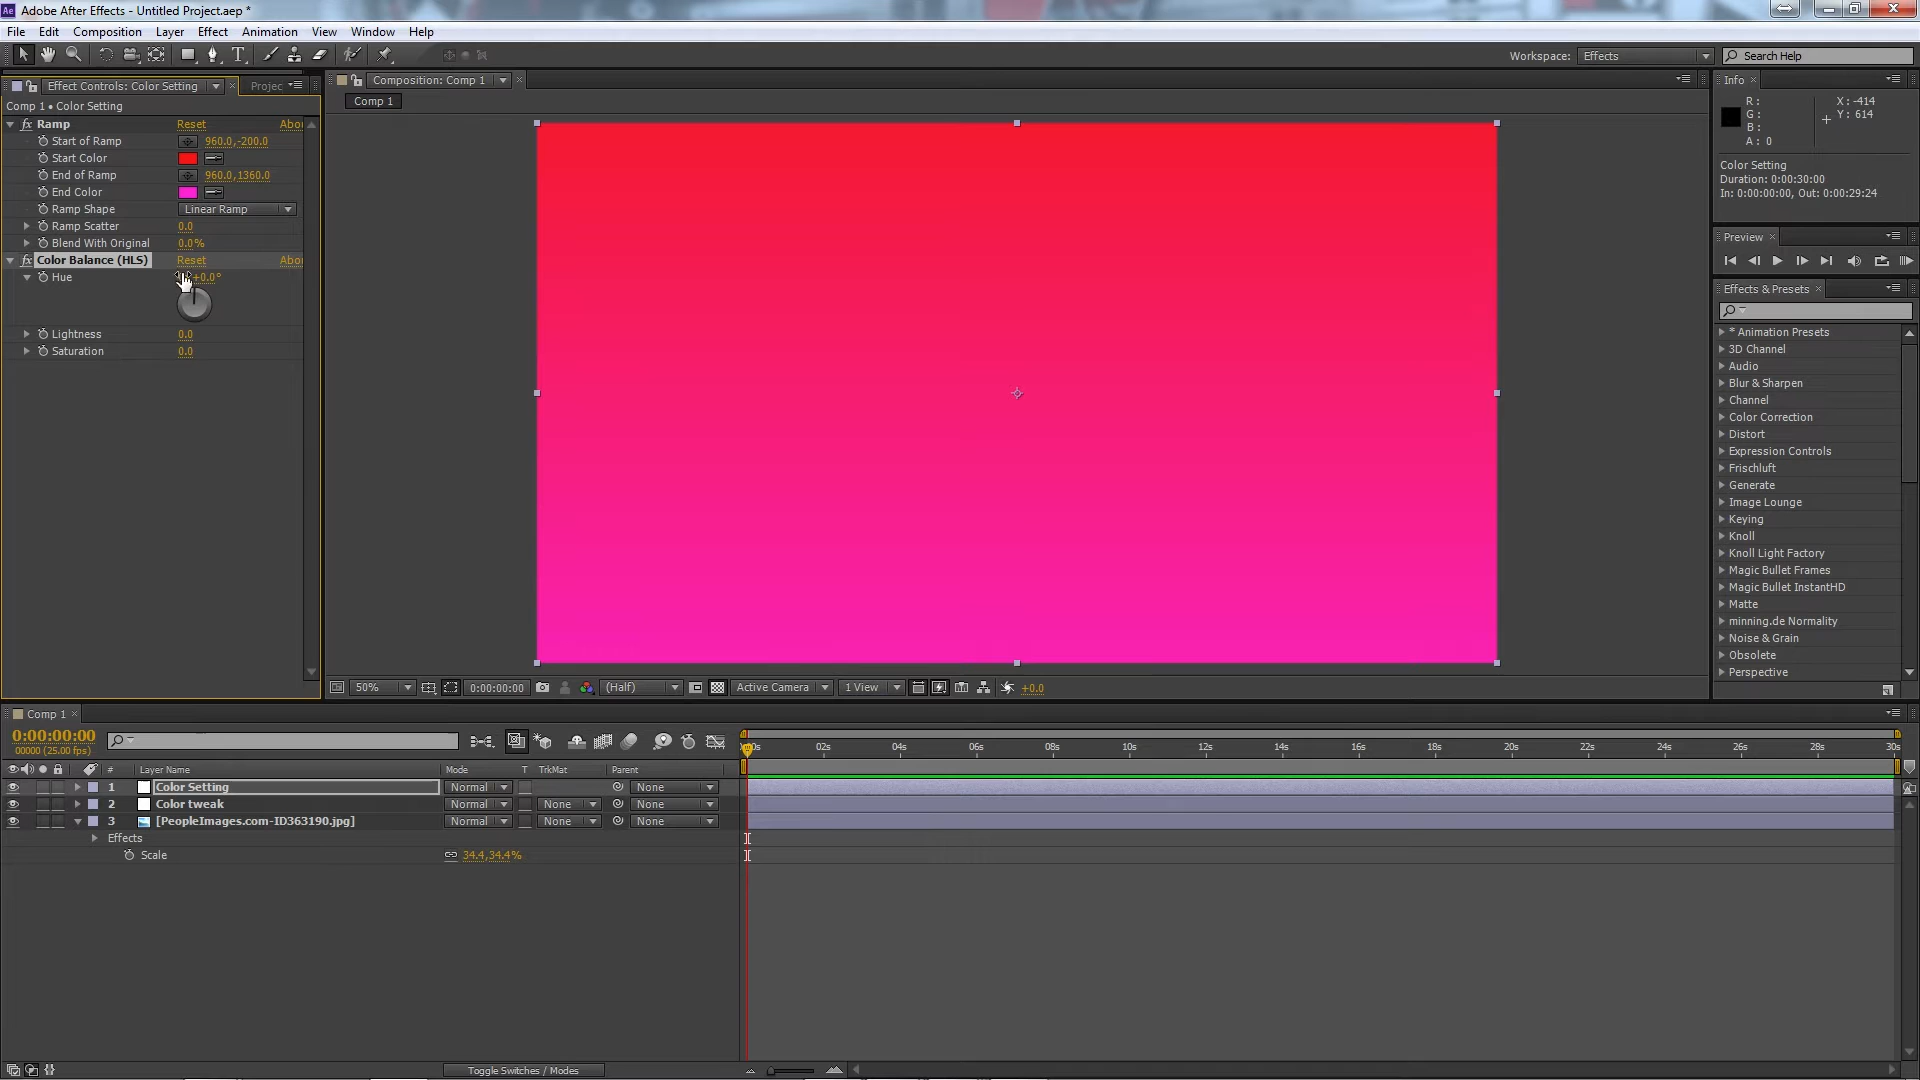 Ae Adobe After Effects - Untitled Project.aep *
File Edit Composition Layer Effect Animation View Window Help
Workspace: Effects Search Help
Effect Controls: Color Setting Projec
Comp 1 • Color Setting
fx Ramp Reset Abou
Start of Ramp 960.0,-200.0
Start Color
End of Ramp 960.0,1360.0
End Color
Ramp Shape Linear Ramp
Ramp Scatter 0.0
Blend With Original 0.0%
fx Color Balance (HLS) Reset Abou
Hue +0.0°
Lightness 0.0
Saturation 0.0
Composition: Comp 1
Comp 1
50% 0:00:00:00 (Half) Active Camera 1 View +0.0
Info
R : X : -414
G : Y : 614
B :
A : 0
Color Setting
Duration: 0:00:30:00
In: 0:00:00:00, Out: 0:00:29:24
Preview
Effects & Presets
* Animation Presets
3D Channel
Audio
Blur & Sharpen
Channel
Color Correction
Distort
Expression Controls
Frischluft
Generate
Image Lounge
Keying
Knoll
Knoll Light Factory
Magic Bullet Frames
Magic Bullet InstantHD
Matte
minning.de Normality
Noise & Grain
Obsolete
Perspective
Comp 1
0:00:00:00
00000 (25.00 fps)
02s 04s 06s 08s 10s 12s 14s 16s 18s 20s 22s 24s 26s 28s 30s
# Layer Name Mode T TrkMat Parent
1 Color Setting Normal None
2 Color tweak Normal None None
3 [PeopleImages.com-ID363190.jpg] Normal None None
Effects
Scale 34.4,34.4%
Toggle Switches / Modes